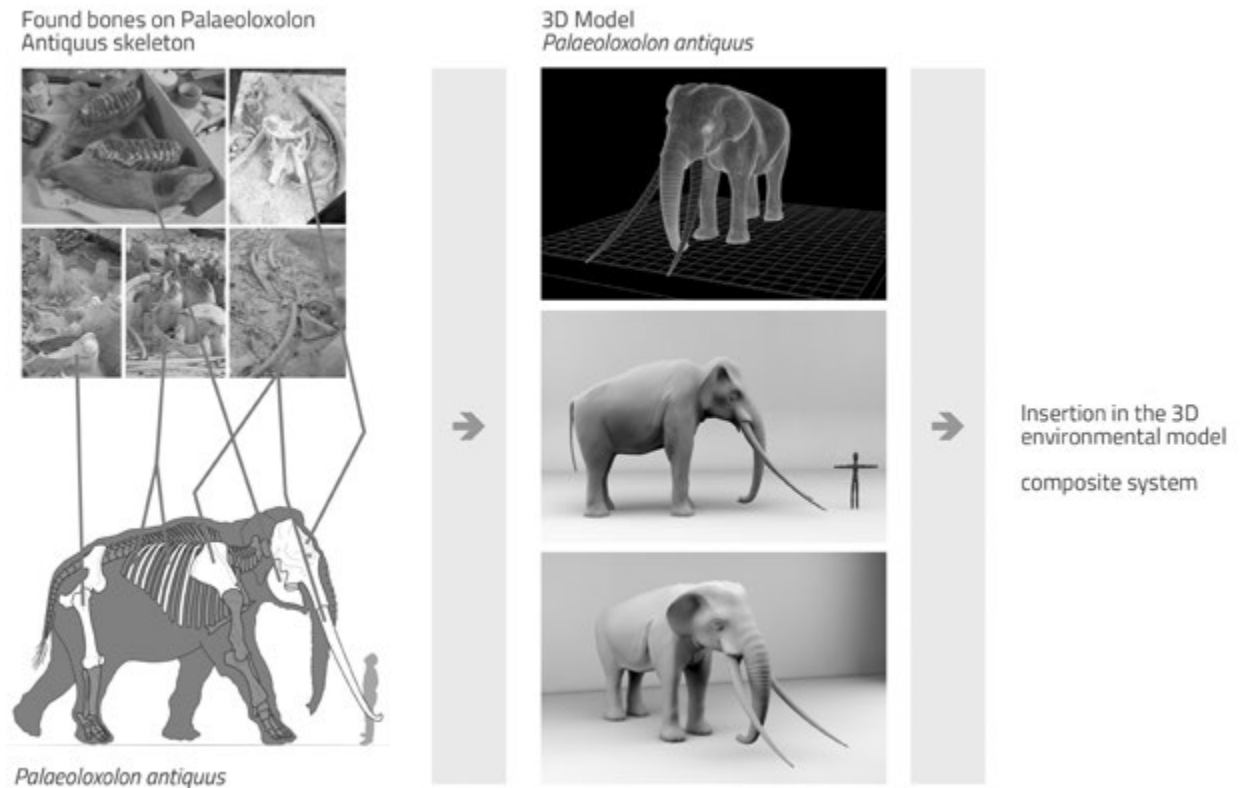 Found bones on Palaeoloxolon
Antiquus skeleton
3D Model
Palaeoloxolon antiquus
Insertion in the 3D
environmental model
composite system
Palaeoloxolon antiquus